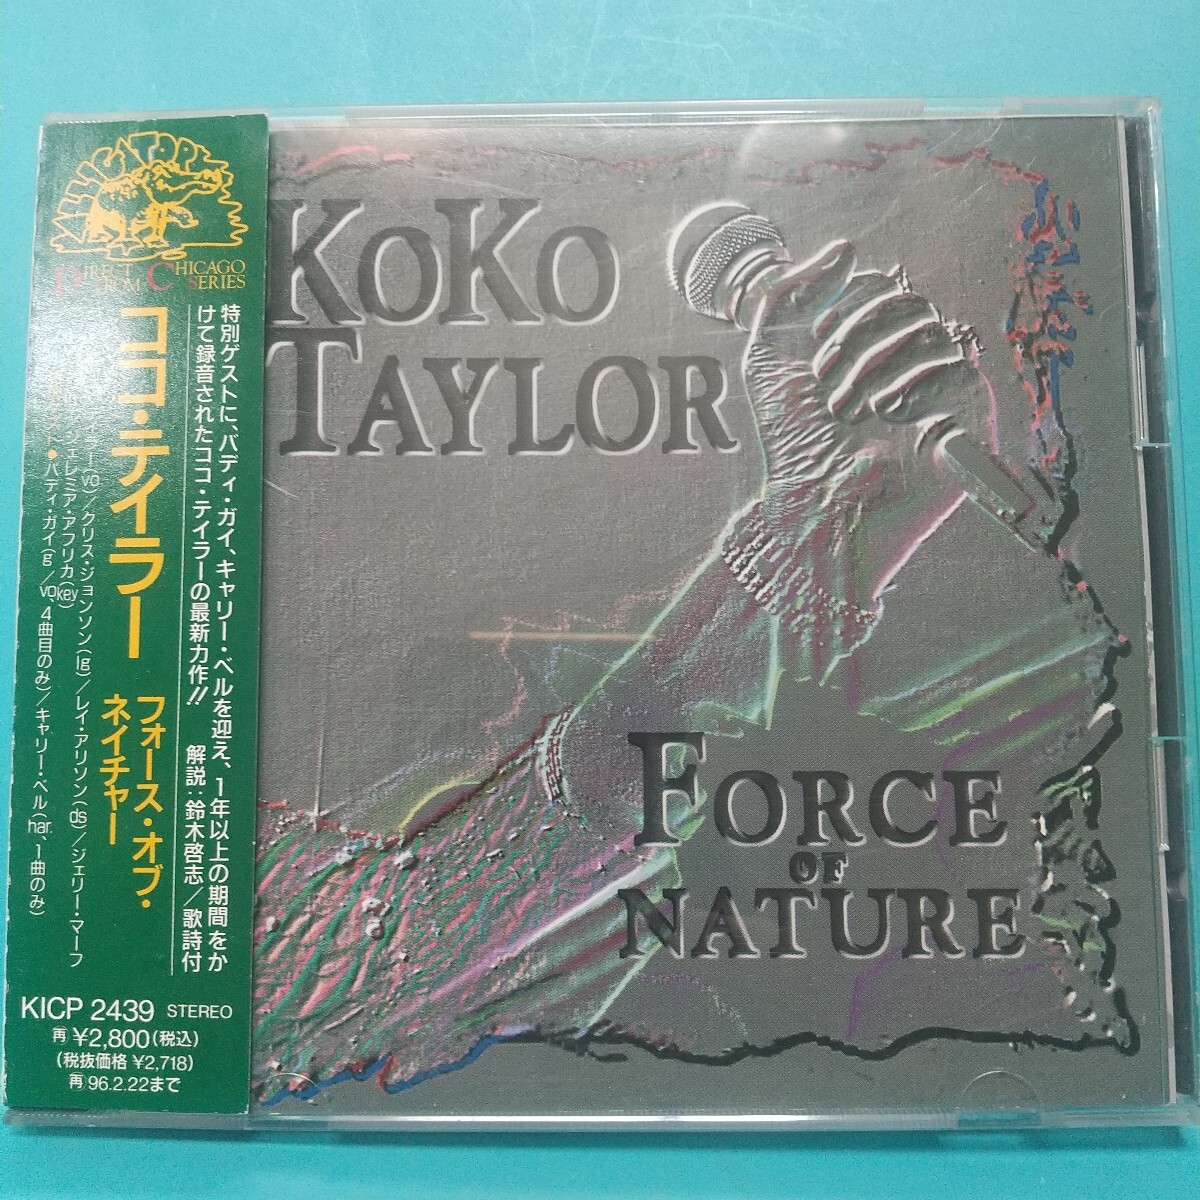 DIRECT CHICAGO
FROM SERIES
特別ゲストに、バディ・ガイ、キャリー・ベルを迎え、1年以上の期間をか
けて録音されたココ・テイラーの最新力作!!
解説:鈴木啓志/歌詩付
ココ・テイラー
フォース・オブ・
ネイチャー
(vo)/クリス・ジョンソン(lg)/レイ・アリソン(ds)/ジェリー・マーフ
ジェレミア・アフリカ(key)
バディ・ガイ(g/vo、4曲目のみ)/キャリー・ベル(har.、1曲のみ)
KICP 2439 STEREO
再 ¥2,800(税込)
(税抜価格 ¥2,718)
再 96.2.22まで
KOKO
TAYLOR
FORCE
OF
NATURE